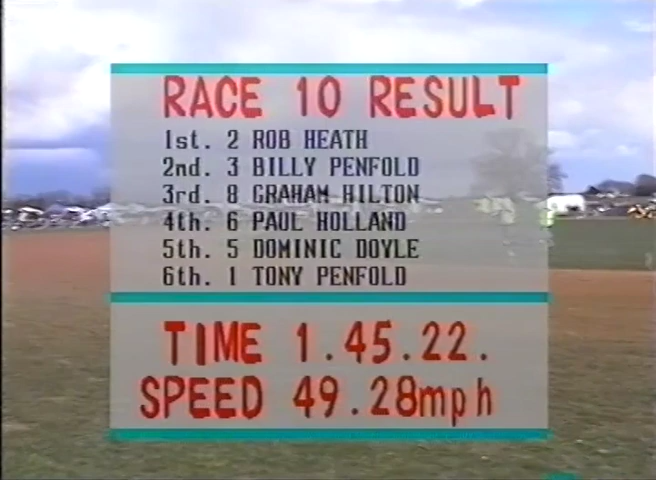 RACE 10 RESULT
1st. 2 ROB HEATH
2nd. 3 BILLY PENFOLD
3rd. 8 GRAHAM HILTON
4th. 6 PAUL HOLLAND
5th. 5 DOMINIC DOYLE
6th. 1 TONY PENFOLD
TIME 1.45.22.
SPEED 49.28mph